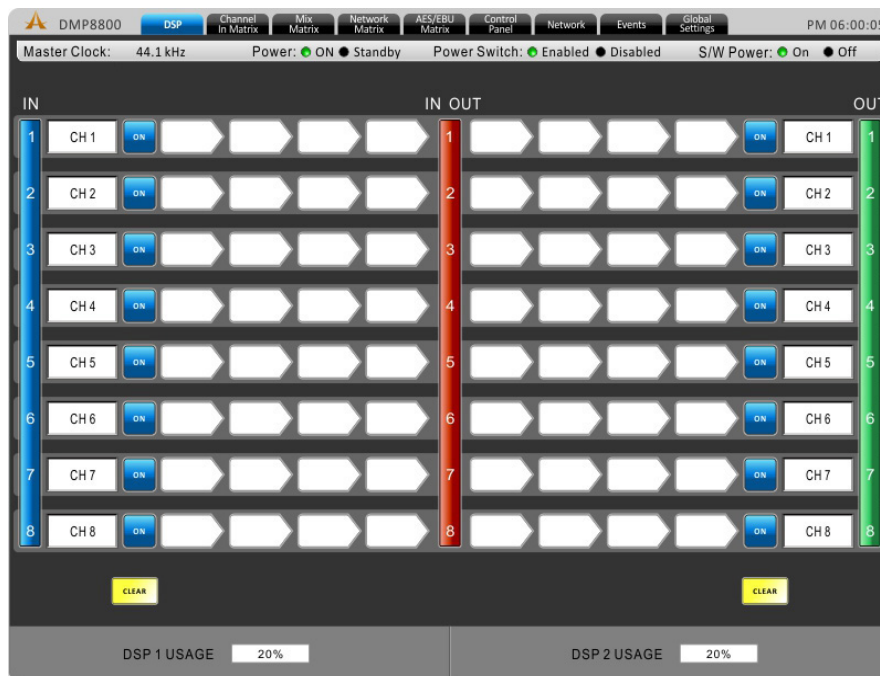 DMP8800 DSP Channel In Matrix Mix Matrix Network Matrix AES/EBU Matrix Control Panel Network Events Global Settings PM 06:00:05
Master Clock: 44.1 kHz Power: ON Standby Power Switch: Enabled Disabled S/W Power: On Off
IN IN OUT OUT
1 CH 1 ON 1 ON CH 1 1
2 CH 2 ON 2 ON CH 2 2
3 CH 3 ON 3 ON CH 3 3
4 CH 4 ON 4 ON CH 4 4
5 CH 5 ON 5 ON CH 5 5
6 CH 6 ON 6 ON CH 6 6
7 CH 7 ON 7 ON CH 7 7
8 CH 8 ON 8 ON CH 8 8
CLEAR CLEAR
DSP 1 USAGE 20% DSP 2 USAGE 20%